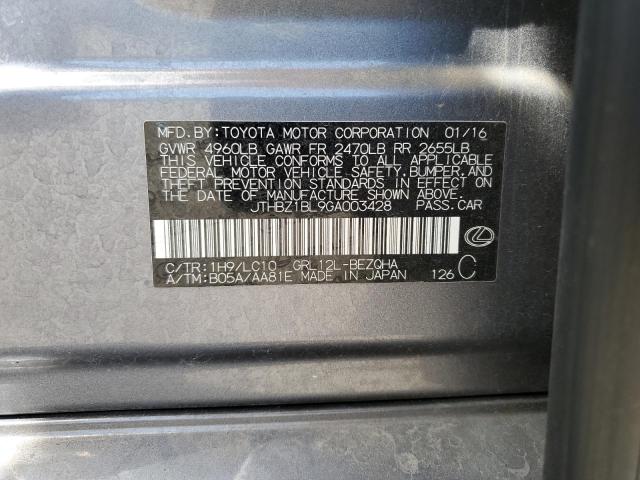 MFD. BY: TOYOTA MOTOR CORPORATION 01/16
GVWR 4960LB GAWR FR 2470LB RR 2655LB
THIS VEHICLE CONFORMS TO ALL APPLICABLE
FEDERAL MOTOR VEHICLE SAFETY, BUMPER, AND
THEFT PREVENTION STANDARDS IN EFFECT ON
THE DATE OF MANUFACTURE SHOWN ABOVE.
JTHBZ1BL9GA003428 PASS. CAR
C/TR: 1H9/LC10 GRL12L-BEZQHA
A/TM: B05A/AA81E MADE IN JAPAN 126 C